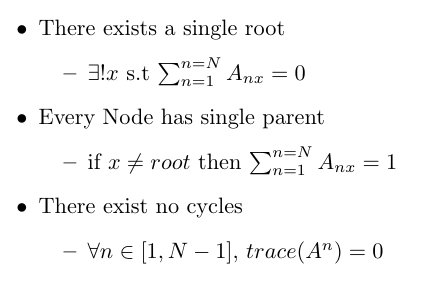 • There exists a single root
– ∃!x s.t ∑_{n=1}^{n=N} A_{nx} = 0
• Every Node has single parent
– if x ≠ root then ∑_{n=1}^{n=N} A_{nx} = 1
• There exist no cycles
– ∀n ∈ [1, N − 1], trace(A^n) = 0